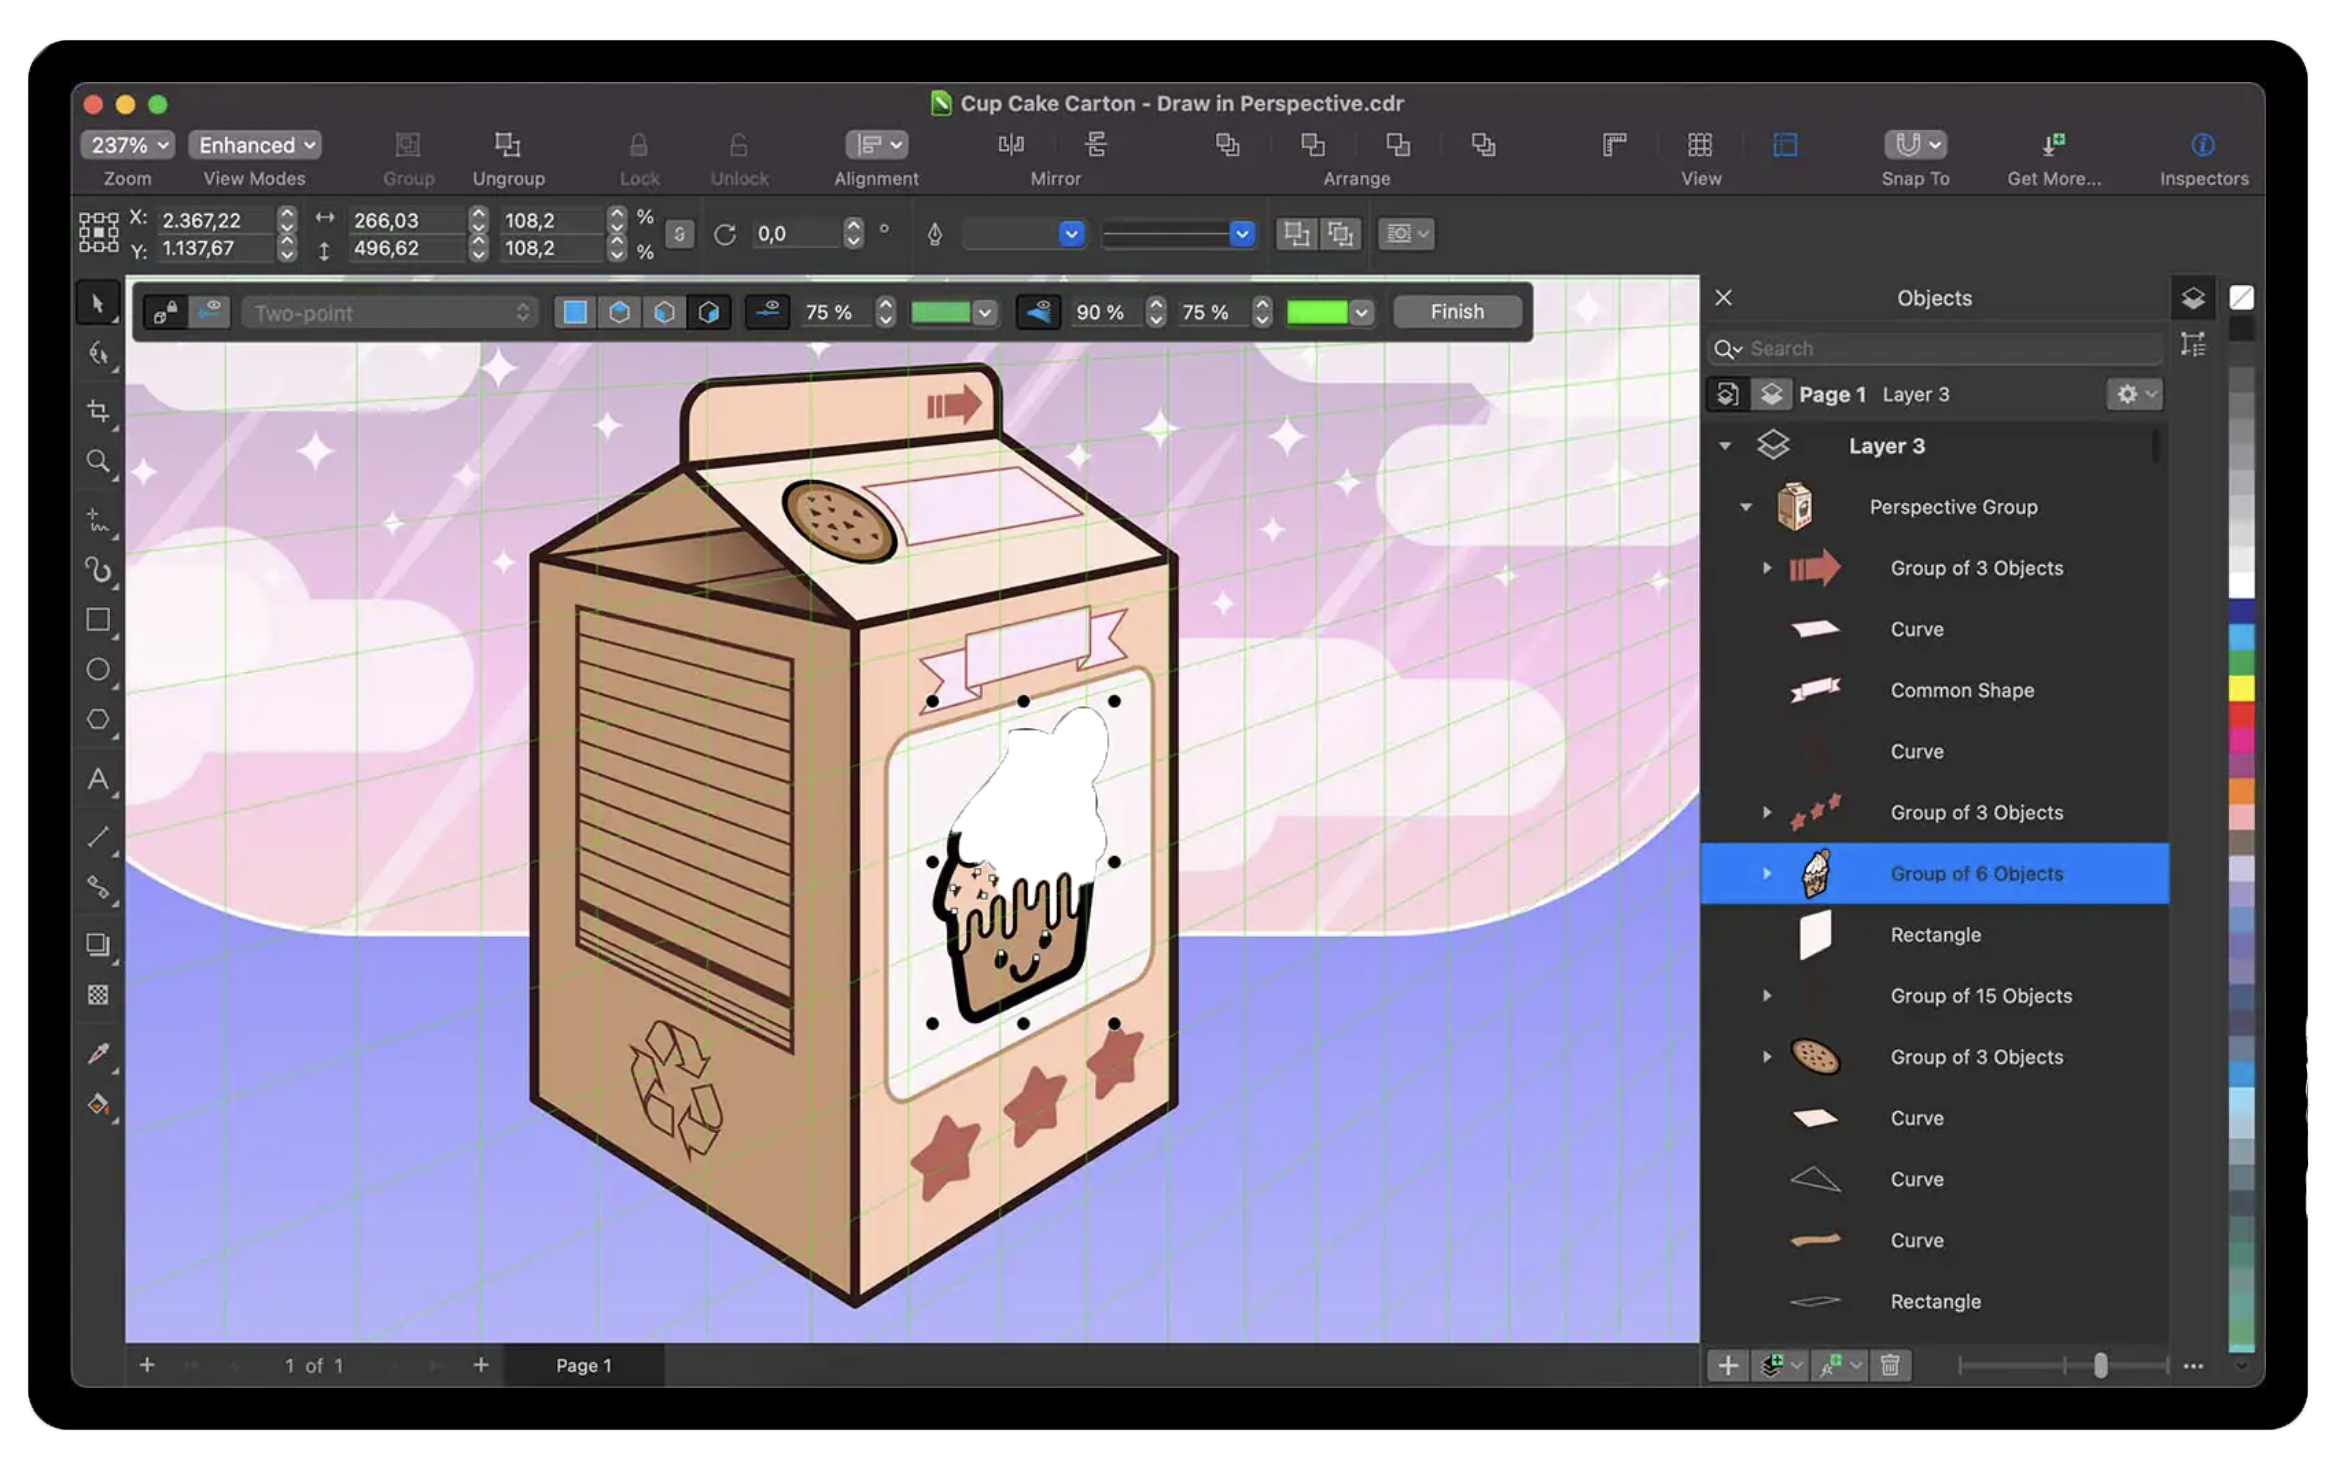 Cup Cake Carton - Draw in Perspective.cdr
237%
Enhanced
Zoom
View Modes
Group
Ungroup
Lock
Unlock
Alignment
Mirror
Arrange
View
Snap To
Get More...
Inspectors
X: 2.367,22
266,03
108,2 %
0,0 °
Y: 1.137,67
496,62
108,2 %
Two-point
75 %
90 %
75 %
Finish
Objects
Search
Page 1 Layer 3
Layer 3
Perspective Group
Group of 3 Objects
Curve
Common Shape
Curve
Group of 3 Objects
Group of 6 Objects
Rectangle
Group of 15 Objects
Group of 3 Objects
Curve
Curve
Curve
Rectangle
1 of 1
Page 1